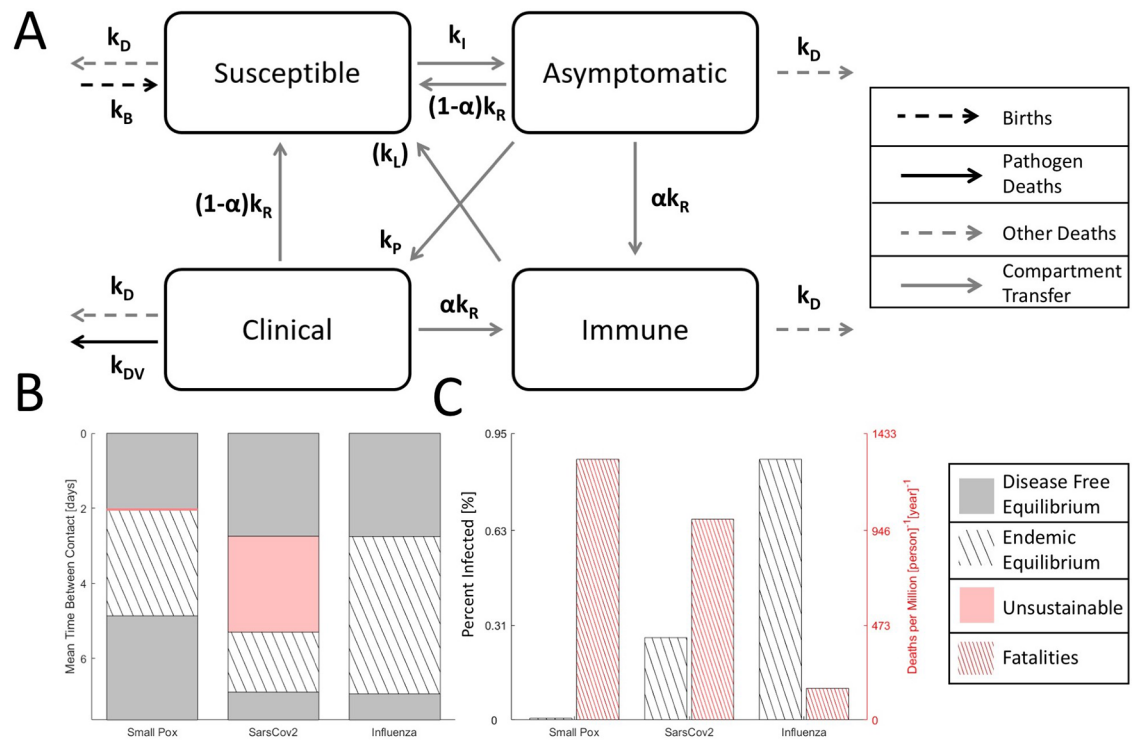 A
k_D
k_B
Susceptible
k_I
(1-α)k_R
Asymptomatic
k_D
(k_L)
(1-α)k_R
k_P
αk_R
k_D
k_DV
Clinical
αk_R
Immune
k_D
Births
Pathogen
Deaths
Other Deaths
Compartment
Transfer
B
Mean Time Between Contact [days]
0
2
4
6
Small Pox
SarsCov2
Influenza
C
Percent Infected [%]
0.95
0.63
0.31
0
Small Pox
SarsCov2
Influenza
1433
946
473
0
Deaths per Million [person]^-1[year]^-1
Disease Free
Equilibrium
Endemic
Equilibrium
Unsustainable
Fatalities